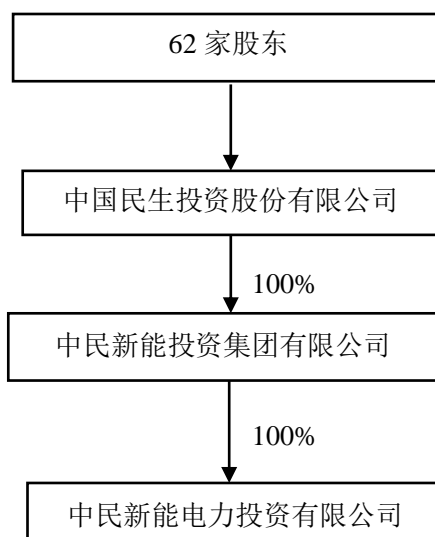 62 家股东
中国民生投资股份有限公司
100%
中民新能投资集团有限公司
100%
中民新能电力投资有限公司